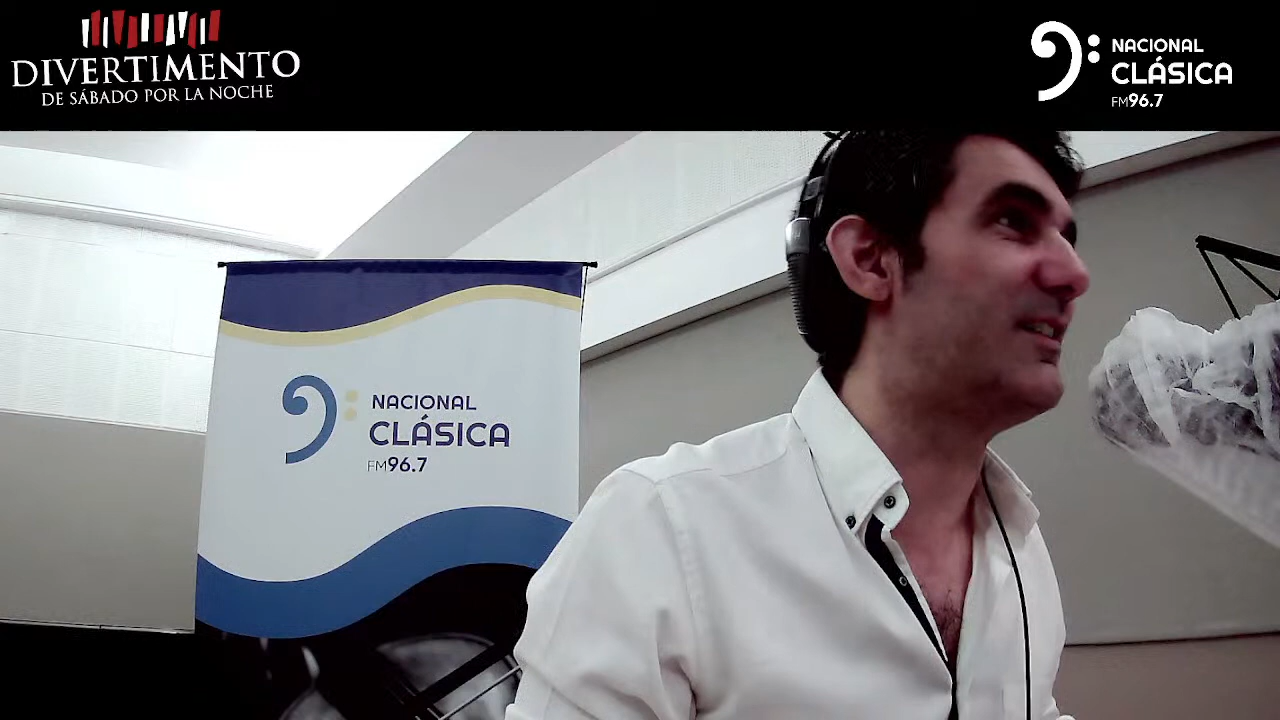 DIVERTIMENTO
DE SÁBADO POR LA NOCHE
NACIONAL
CLÁSICA
FM96.7
NACIONAL
CLÁSICA
FM96.7